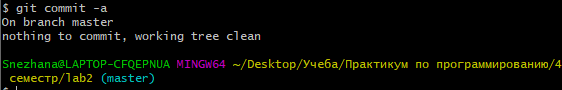 $ git commit -a
On branch master
nothing to commit, working tree clean
Snezhana@LAPTOP-CFQEPNUA MINGW64 ~/Desktop/Учеба/Практикум по программированию/4
семестр/lab2 (master)